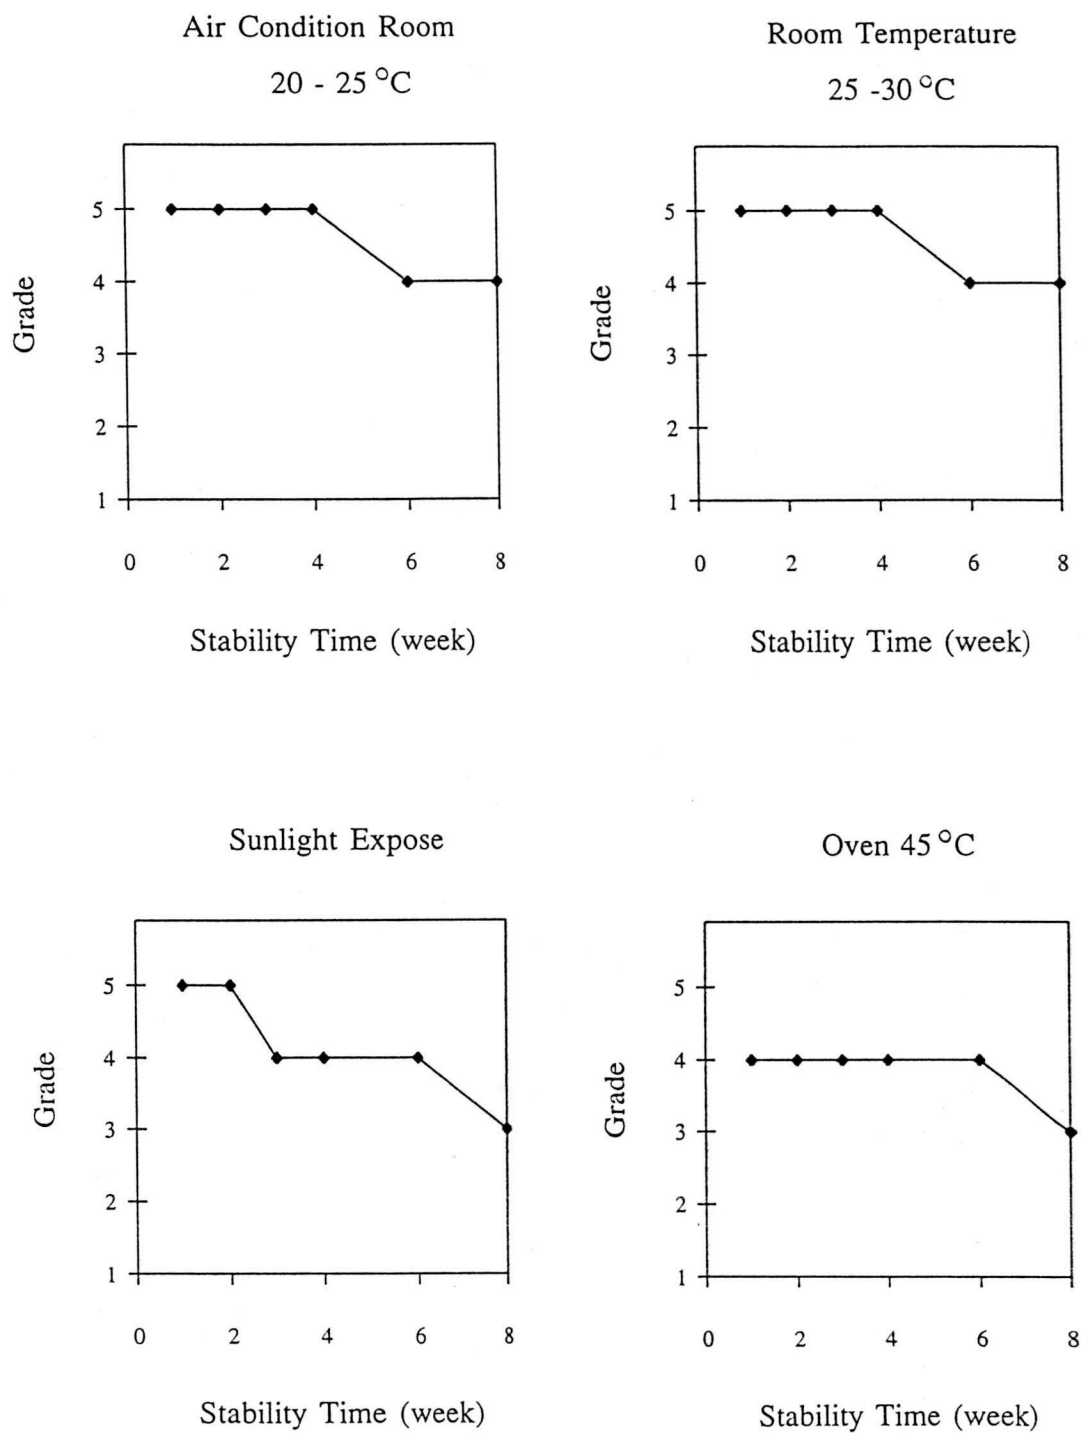 Air Condition Room
20 - 25 °C
5
4
3
2
1
Grade
0 2 4 6 8
Stability Time (week)
Room Temperature
25 -30 °C
5
4
3
2
1
Grade
0 2 4 6 8
Stability Time (week)
Sunlight Expose
5
4
3
2
1
Grade
0 2 4 6 8
Stability Time (week)
Oven 45 °C
5
4
3
2
1
Grade
0 2 4 6 8
Stability Time (week)